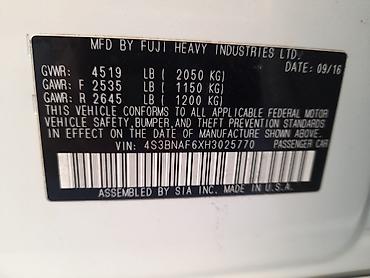 MFD BY FUJI HEAVY INDUSTRIES LTD.
DATE: 09/16
GVWR: 4519 LB ( 2050 KG)
GAWR: F 2535 LB ( 1150 KG)
GAWR: R 2645 LB ( 1200 KG)
THIS VEHICLE CONFORMS TO ALL APPLICABLE FEDERAL MOTOR
VEHICLE SAFETY, BUMPER, AND THEFT PREVENTION STANDARDS
IN EFFECT ON THE DATE OF MANUFACTURE SHOWN ABOVE.
VIN: 4S3BNAF6XH3025770 PASSENGER CAR
ASSEMBLED BY SIA INC. MADE IN U.S.A.